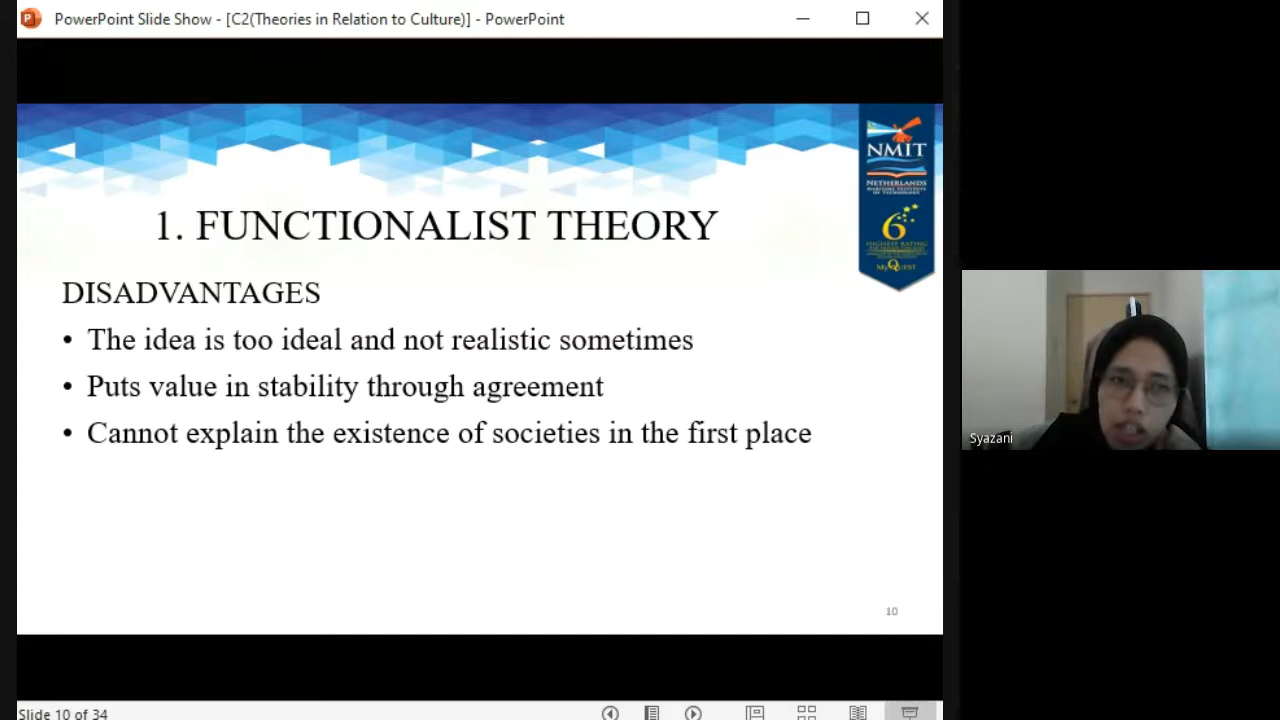 PowerPoint Slide Show - [C2(Theories in Relation to Culture)] - PowerPoint
NMIT
NETHERLANDS
MARITIME INSTITUTE
OF TECHNOLOGY
1. FUNCTIONALIST THEORY
6
HIGHEST RATING
MyQUEST
DISADVANTAGES
• The idea is too ideal and not realistic sometimes
• Puts value in stability through agreement
• Cannot explain the existence of societies in the first place
Syazani
10
Slide 10 of 34